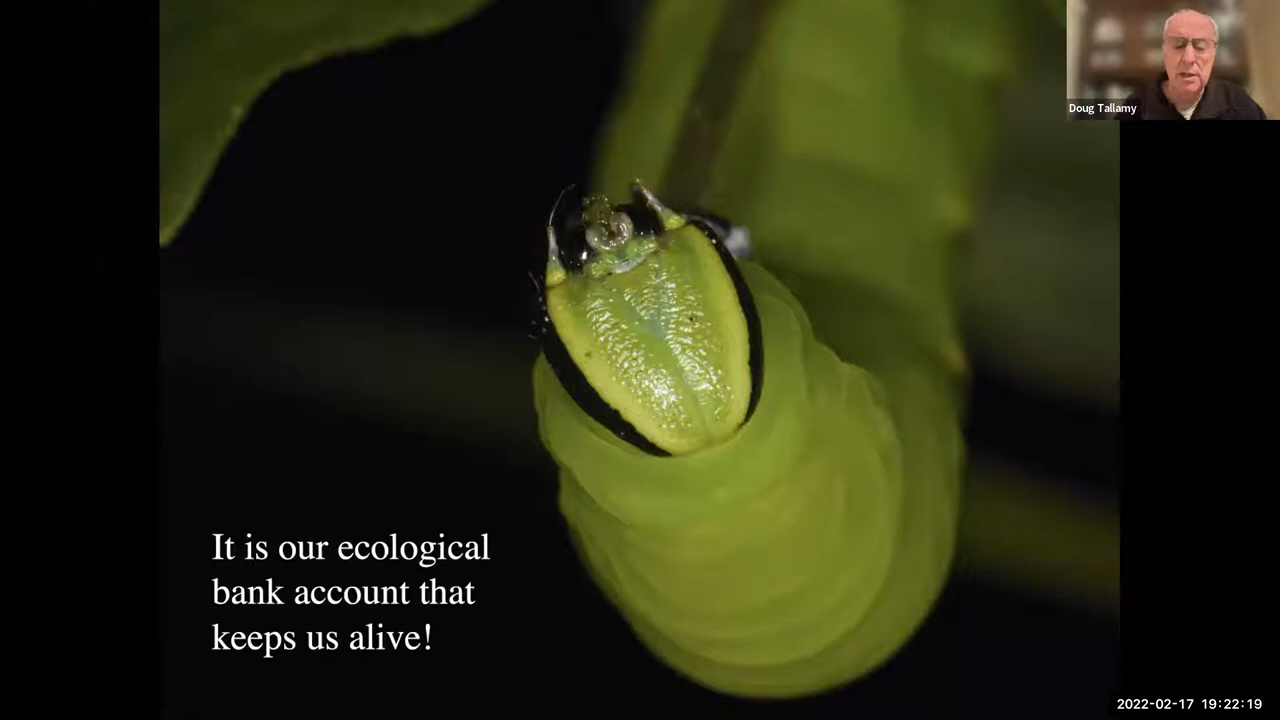 Doug Tallamy
It is our ecological
bank account that
keeps us alive!
2022-02-17 19:22:19